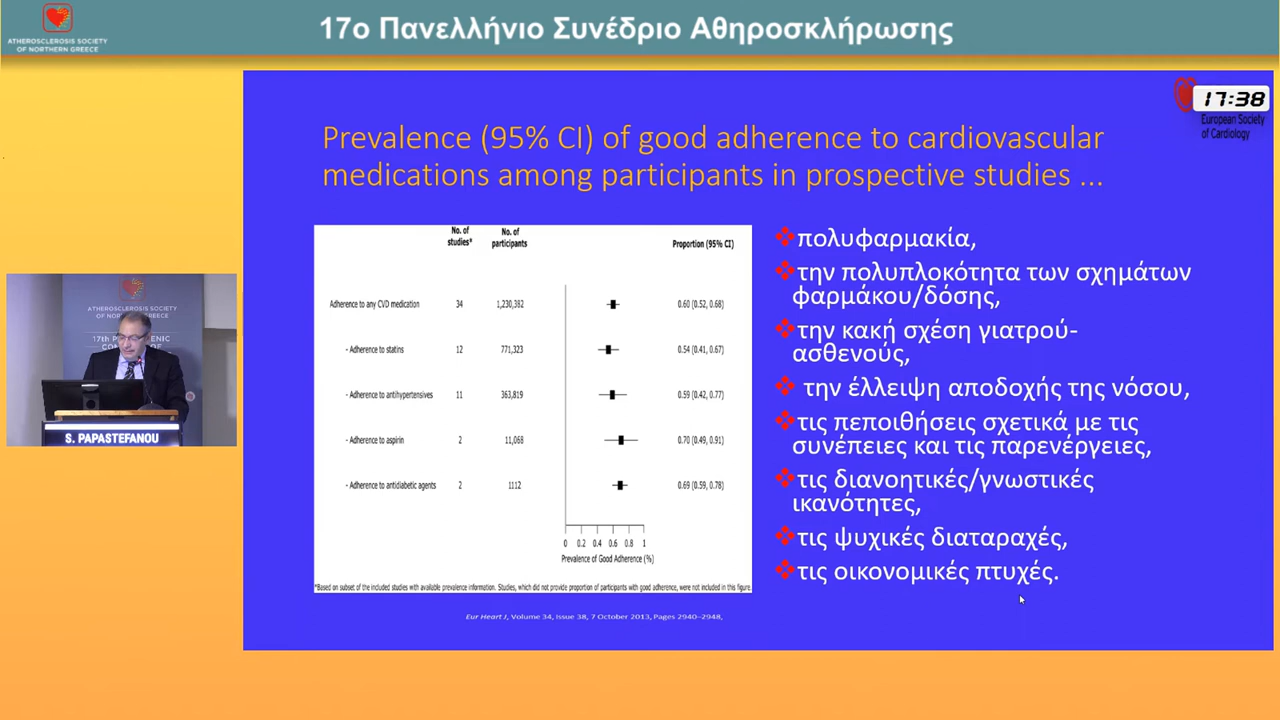 ATHEROSCLEROSIS SOCIETY
OF NORTHERN GREECE
17ο Πανελλήνιο Συνέδριο Αθηροσκλήρωσης
17:38
European Society
of Cardiology
Prevalence (95% CI) of good adherence to cardiovascular
medications among participants in prospective studies ...
No. of studies* No. of participants Proportion (95% CI)
Adherence to any CVD medication 34 1,230,382 0.60 (0.52, 0.68)
- Adherence to statins 12 771,323 0.54 (0.41, 0.67)
- Adherence to antihypertensives 11 363,819 0.59 (0.42, 0.77)
- Adherence to aspirin 2 11,068 0.70 (0.49, 0.91)
- Adherence to antidiabetic agents 2 1112 0.69 (0.59, 0.78)
0 0.2 0.4 0.6 0.8 1
Prevalence of Good Adherence (%)
*Based on subset of the included studies with available prevalence information. Studies, which did not provide proportion of participants with good adherence, were not included in this figure.
Eur Heart J, Volume 34, Issue 38, 7 October 2013, Pages 2940–2948,
πολυφαρμακία,
την πολυπλοκότητα των σχημάτων
φαρμάκου/δόσης,
την κακή σχέση γιατρού-
ασθενούς,
την έλλειψη αποδοχής της νόσου,
τις πεποιθήσεις σχετικά με τις
συνέπειες και τις παρενέργειες,
τις διανοητικές/γνωστικές
ικανότητες,
τις ψυχικές διαταραχές,
τις οικονομικές πτυχές.
ATHEROSCLEROSIS SOCIETY
OF NORTHERN GREECE
S. PAPASTEFANOU